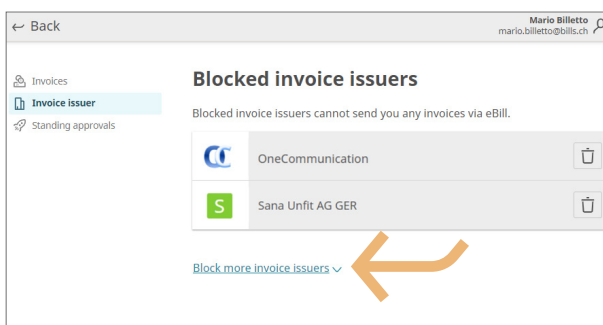 ← Back
Mario Billetto
mario.billetto@bills.ch
Invoices
Invoice issuer
Standing approvals
Blocked invoice issuers
Blocked invoice issuers cannot send you any invoices via eBill.
OneCommunication
S Sana Unfit AG GER
Block more invoice issuers